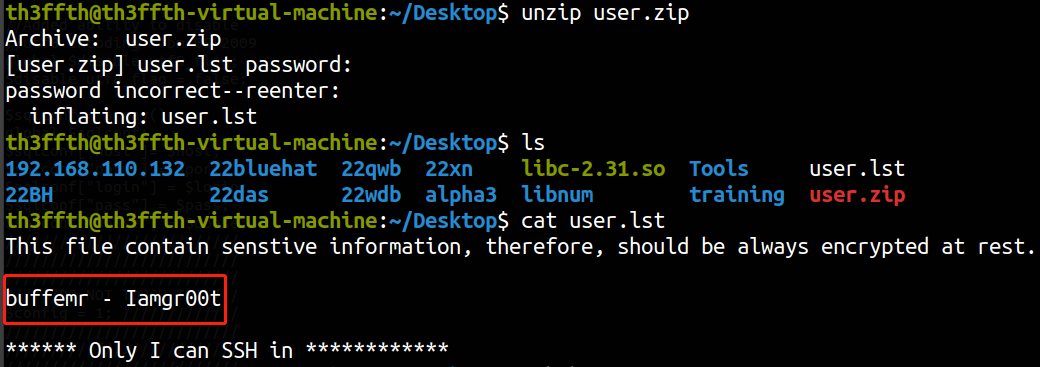 th3ffth@th3ffth-virtual-machine:~/Desktop$ unzip user.zip
Archive:  user.zip
[user.zip] user.lst password:
password incorrect--reenter:
  inflating: user.lst
th3ffth@th3ffth-virtual-machine:~/Desktop$ ls
192.168.110.132  22bluehat  22qwb  22xn    libc-2.31.so  Tools     user.lst
22BH             22das      22wdb  alpha3  libnum        training  user.zip
th3ffth@th3ffth-virtual-machine:~/Desktop$ cat user.lst
This file contain senstive information, therefore, should be always encrypted at rest.
buffemr - Iamgr00t
****** Only I can SSH in ************